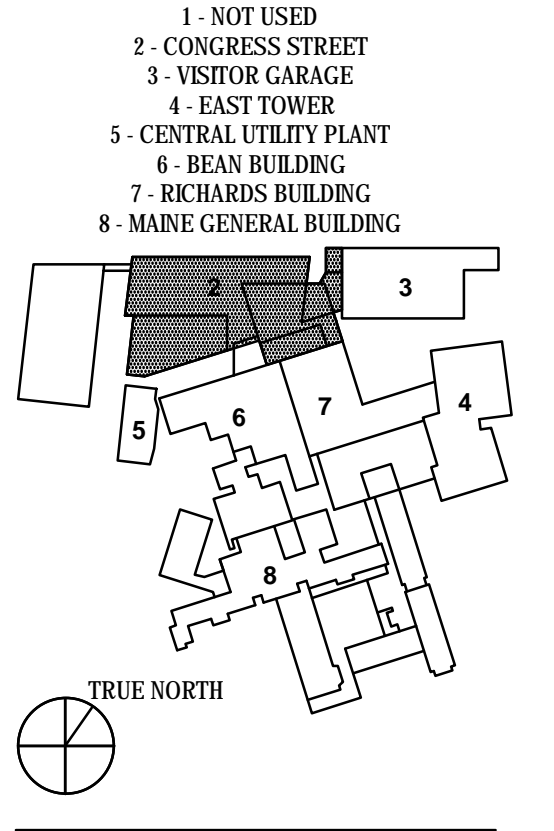 1 - NOT USED
2 - CONGRESS STREET
3 - VISITOR GARAGE
4 - EAST TOWER
5 - CENTRAL UTILITY PLANT
6 - BEAN BUILDING
7 - RICHARDS BUILDING
8 - MAINE GENERAL BUILDING
2
3
7
4
6
5
8
TRUE NORTH